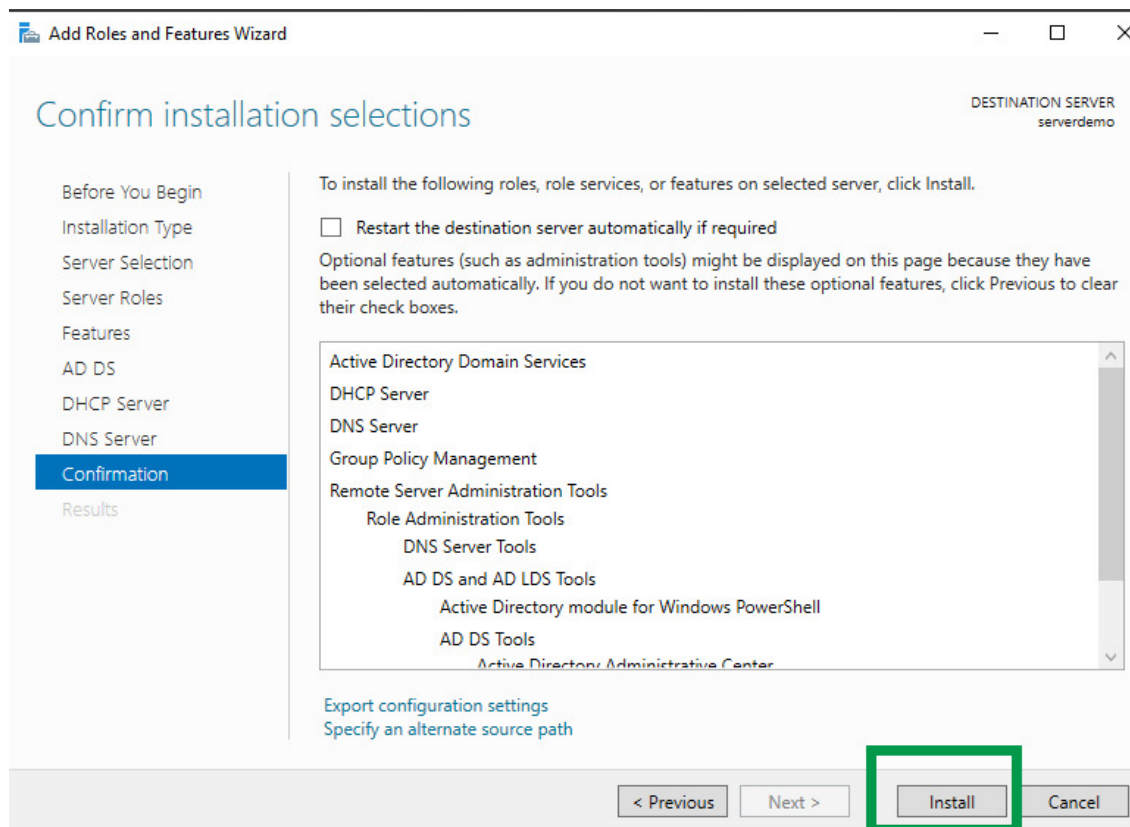 Add Roles and Features Wizard
Confirm installation selections
DESTINATION SERVER
serverdemo
Before You Begin
Installation Type
Server Selection
Server Roles
Features
AD DS
DHCP Server
DNS Server
Confirmation
Results
To install the following roles, role services, or features on selected server, click Install.
Restart the destination server automatically if required
Optional features (such as administration tools) might be displayed on this page because they have
been selected automatically. If you do not want to install these optional features, click Previous to clear
their check boxes.
Active Directory Domain Services
DHCP Server
DNS Server
Group Policy Management
Remote Server Administration Tools
Role Administration Tools
DNS Server Tools
AD DS and AD LDS Tools
Active Directory module for Windows PowerShell
AD DS Tools
Active Directory Administrative Center
Export configuration settings
Specify an alternate source path
< Previous
Next >
Install
Cancel